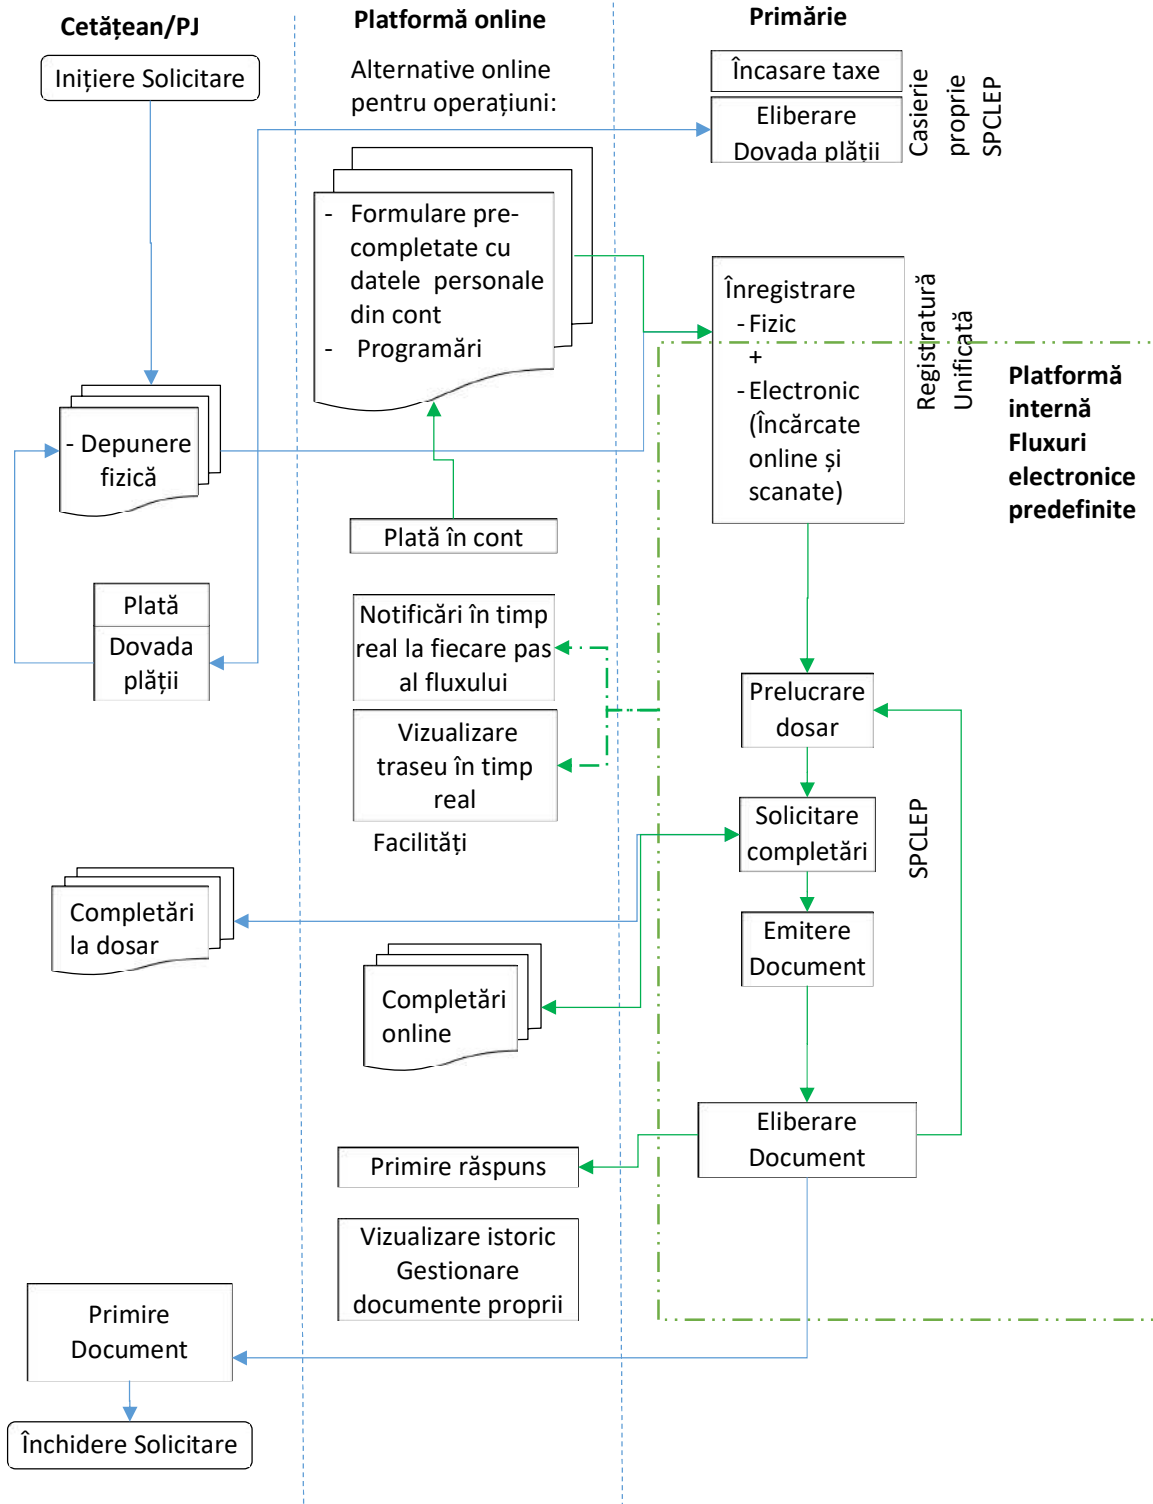 Cetățean/PJ
Inițiere Solicitare
- Depunere
fizică
Plată
Dovada
plății
Completări
la dosar
Primire
Document
Închidere Solicitare
Platformă online
Alternative online
pentru operațiuni:
- Formulare pre-
completate cu
datele personale
din cont
- Programări
Plată în cont
Notificări în timp
real la fiecare pas
al fluxului
Vizualizare
traseu în timp
real
Facilități
Completări
online
Primire răspuns
Vizualizare istoric
Gestionare
documente proprii
Primărie
Încasare taxe
Eliberare
Dovada plății
Casierie
proprie
SPCLEP
Înregistrare
- Fizic
+
- Electronic
(Încărcate
online și
scanate)
Registratură
Unificată
Platformă
internă
Fluxuri
electronice
predefinite
Prelucrare
dosar
Solicitare
completări
SPCLEP
Emitere
Document
Eliberare
Document